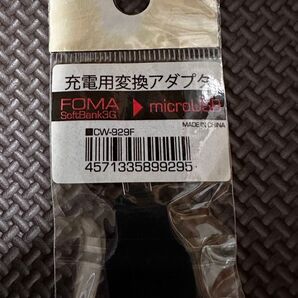 充電用変換アダプタ
FOMA
SoftBank3G
microUSB
MADE IN CHINA
■CW-929F
4571335899295